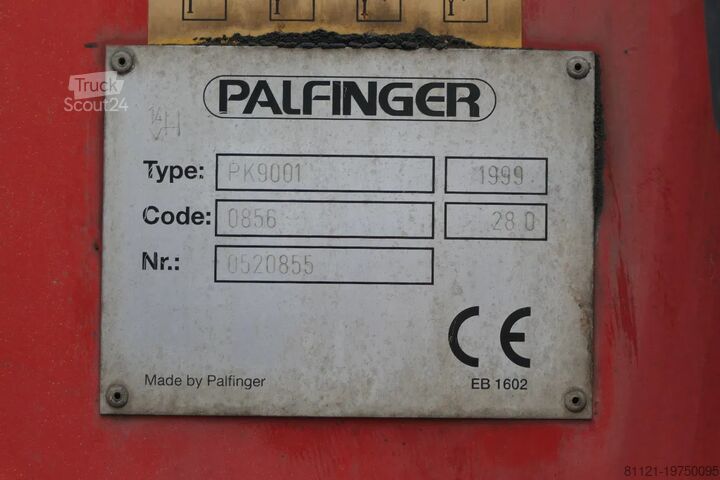 Truck
Scout24
PALFINGER
Type: PK9001 1999
Code: 0856 28.0
Nr.: 0520855
CE
Made by Palfinger EB 1602
81121-19750095